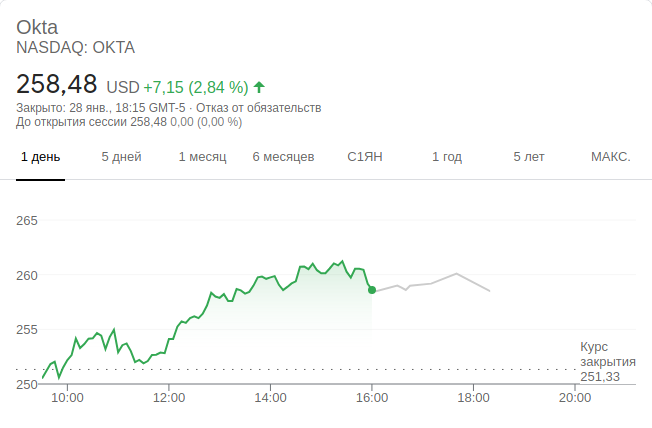 Okta
NASDAQ: OKTA
258,48 USD +7,15 (2,84 %)
Закрыто: 28 янв., 18:15 GMT-5 · Отказ от обязательств
До открытия сессии 258,48 0,00 (0,00 %)
1 день 5 дней 1 месяц 6 месяцев С1ЯН 1 год 5 лет МАКС.
265
260
255
Курс
закрытия
251,33
250
10:00 12:00 14:00 16:00 18:00 20:00